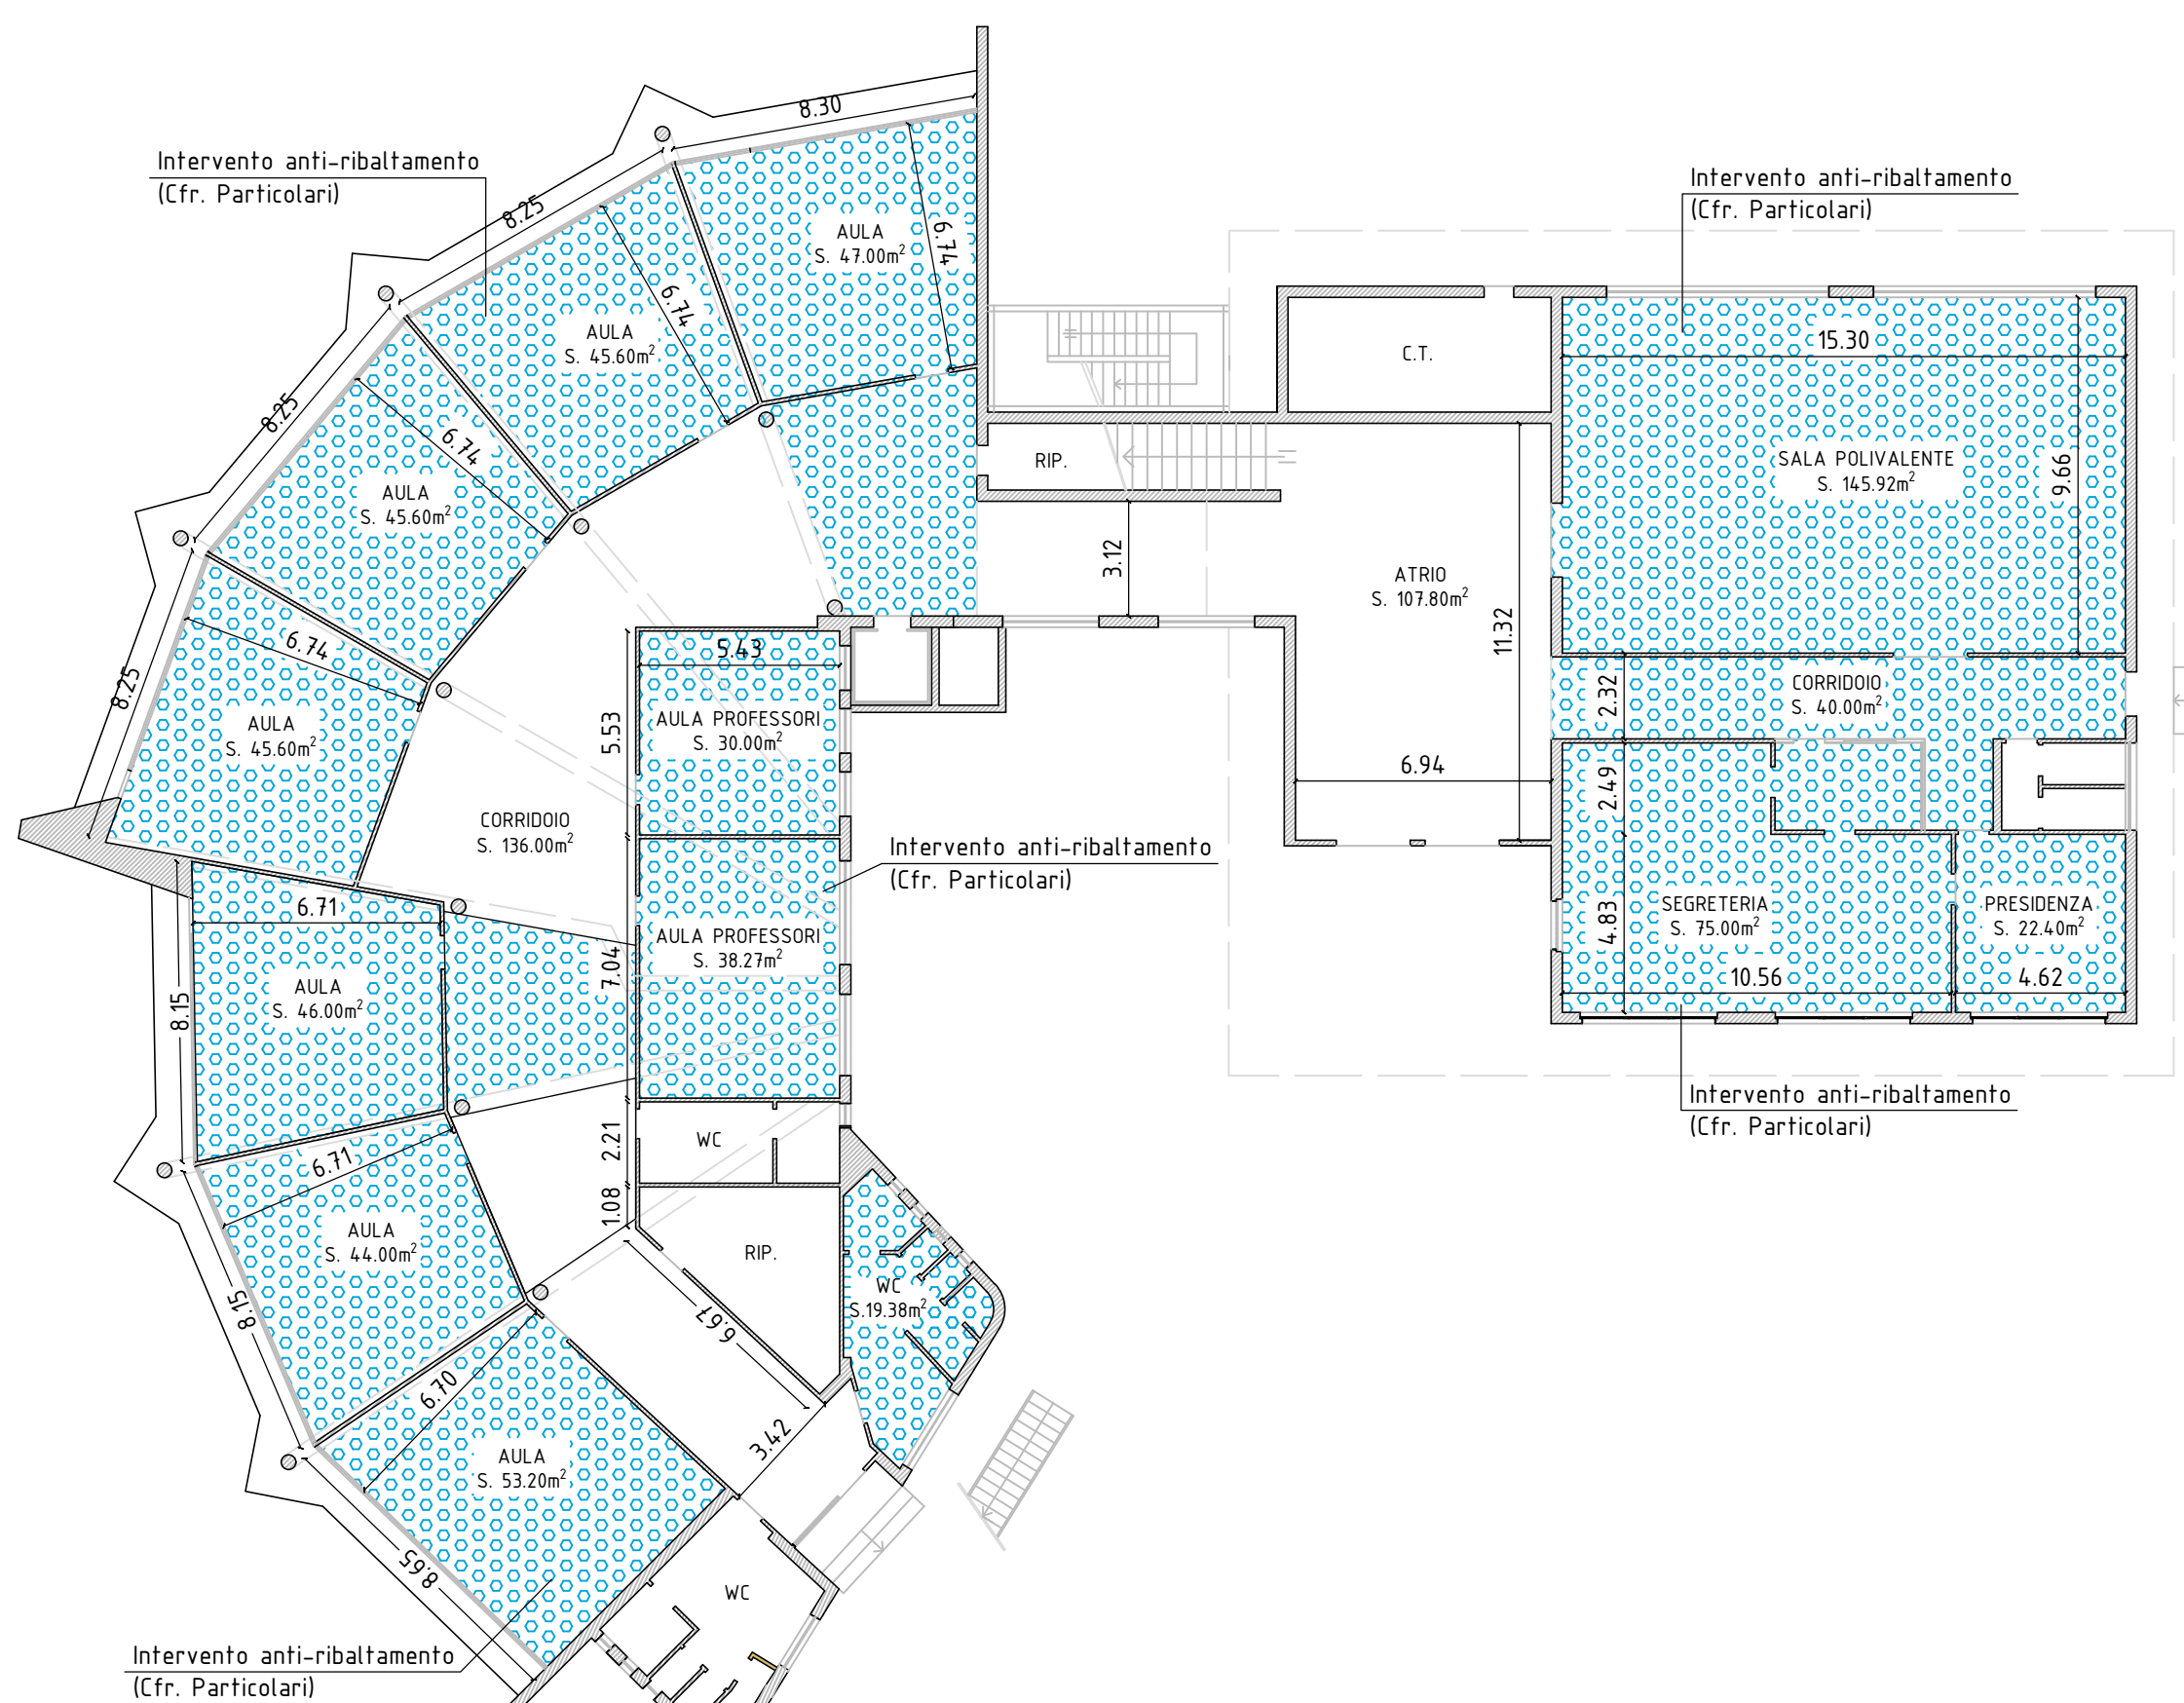 8.30
Intervento anti-ribaltamento
(Cfr. Particolari)
Intervento anti-ribaltamento
(Cfr. Particolari)
8.25
AULA
S. 47.00m²
6.74
AULA
S. 45.60m²
6.74
C.T.
15.30
8.25
6.74
AULA
S. 45.60m²
RIP.
SALA POLIVALENTE
S. 145.92m²
9.66
3.12
ATRIO
S. 107.80m²
11.32
6.74
8.25
AULA
S. 45.60m²
5.43
5.53
AULA PROFESSORI
S. 30.00m²
2.32
CORRIDOIO
S. 40.00m²
6.94
2.49
CORRIDOIO
S. 136.00m²
Intervento anti-ribaltamento
(Cfr. Particolari)
6.71
7.04
AULA PROFESSORI
S. 38.27m²
4.83
SEGRETERIA
S. 75.00m²
PRESIDENZA
S. 22.40m²
10.56
4.62
8.15
AULA
S. 46.00m²
Intervento anti-ribaltamento
(Cfr. Particolari)
2.21
WC
6.71
1.08
AULA
S. 44.00m²
RIP.
WC
S.19.38m²
8.15
6.67
6.70
3.42
AULA
S. 53.20m²
8.65
WC
Intervento anti-ribaltamento
(Cfr. Particolari)